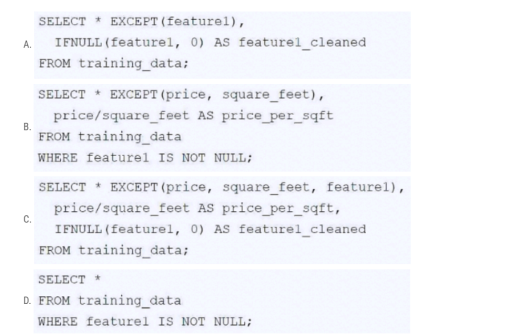 SELECT * EXCEPT(feature1),
A. IFNULL(feature1, 0) AS feature1_cleaned
FROM training_data;
SELECT * EXCEPT(price, square_feet),
price/square_feet AS price_per_sqft
B. FROM training_data
WHERE feature1 IS NOT NULL;
SELECT * EXCEPT(price, square_feet, feature1),
price/square_feet AS price_per_sqft,
C. IFNULL(feature1, 0) AS feature1_cleaned
FROM training_data;
SELECT *
D. FROM training_data
WHERE feature1 IS NOT NULL;